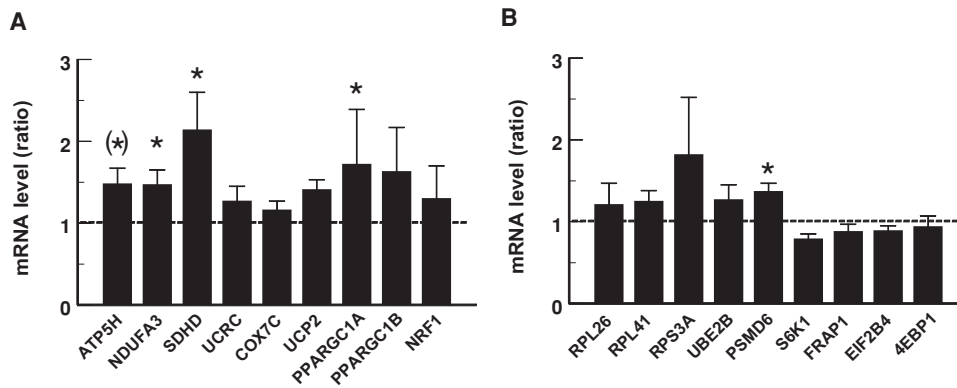 A
mRNA level (ratio)
3
2
1
0
(*)
*
*
*
ATP5H
NDUFA3
SDHD
UCRC
COX7C
UCP2
PPARGC1A
PPARGC1B
NRF1
B
mRNA level (ratio)
3
2
1
0
*
RPL26
RPL41
RPS3A
UBE2B
PSMD6
S6K1
FRAP1
EIF2B4
4EBP1